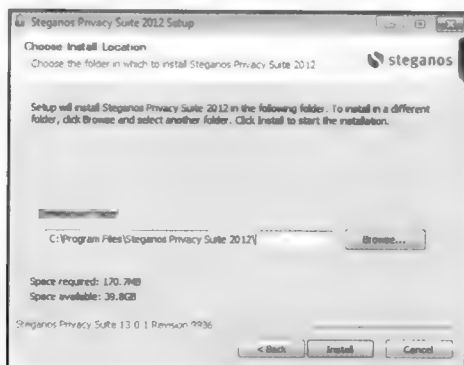 Steganos Privacy Suite 2012 Setup
Choose Install Location
Choose the folder in which to install Steganos Privacy Suite 2012
steganos
Setup will install Steganos Privacy Suite 2012 in the following folder. To install in a different
folder, click Browse and select another folder. Click Install to start the installation.
C:\Program Files\Steganos Privacy Suite 2012\
Browse...
Space required: 170.7MB
Space available: 39.8GB
Steganos Privacy Suite 13.0.1 Revision 9936
< Back
Install
Cancel